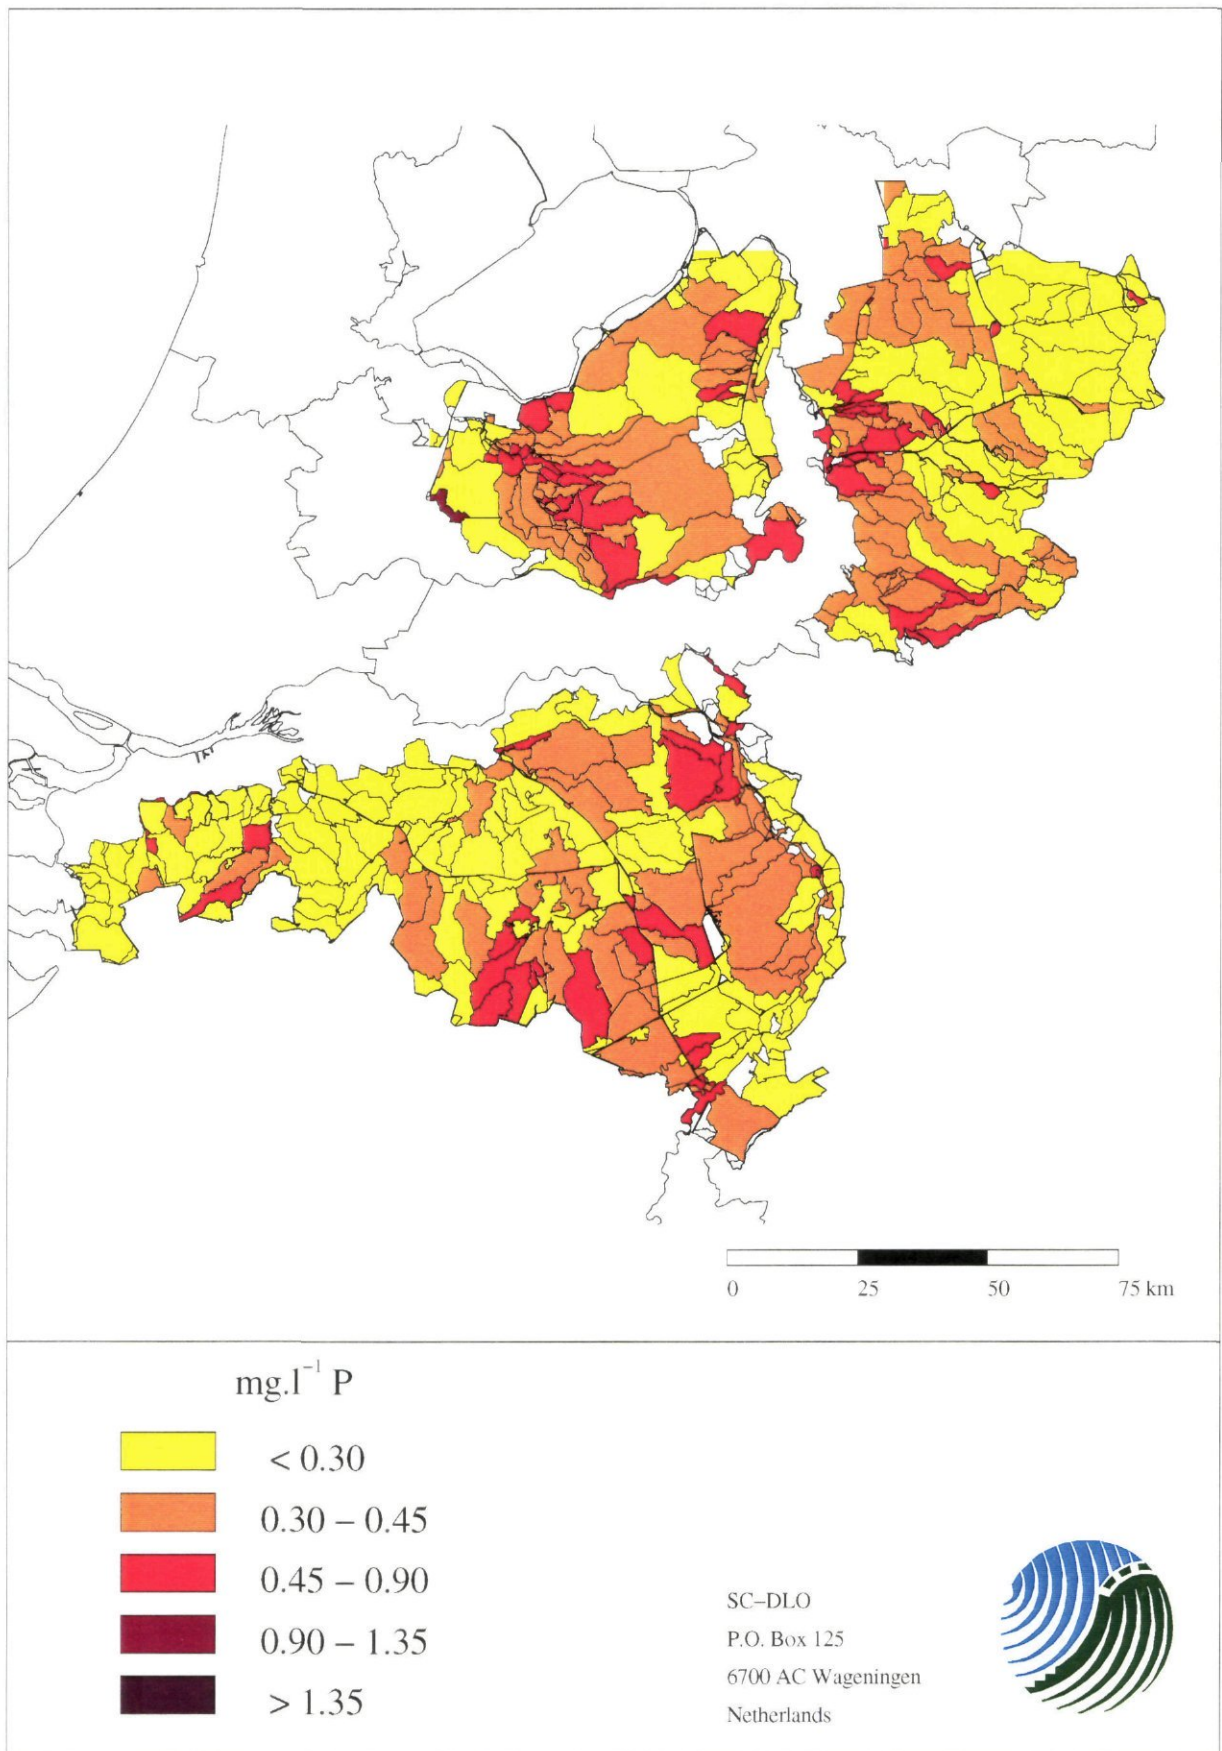 0 25 50 75 km
mg.l⁻¹ P
< 0.30
0.30 – 0.45
0.45 – 0.90
0.90 – 1.35
> 1.35
SC–DLO
P.O. Box 125
6700 AC Wageningen
Netherlands